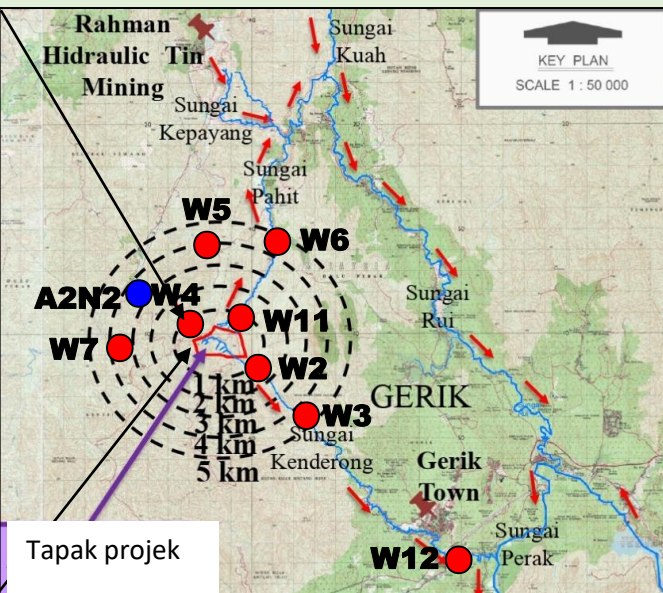 Rahman
Hidraulic Tin
Mining
Sungai
Kuah
KEY PLAN
SCALE 1 : 50 000
Sungai
Kepayang
Sungai
Pahit
W5
W6
A2N2
W4
W11
W7
W2
Sungai
Rui
1 km
2 km
3 km
4 km
5 km
GERIK
W3
Sungai
Kenderong
Gerik
Town
Sungai
Perak
W12
Tapak projek